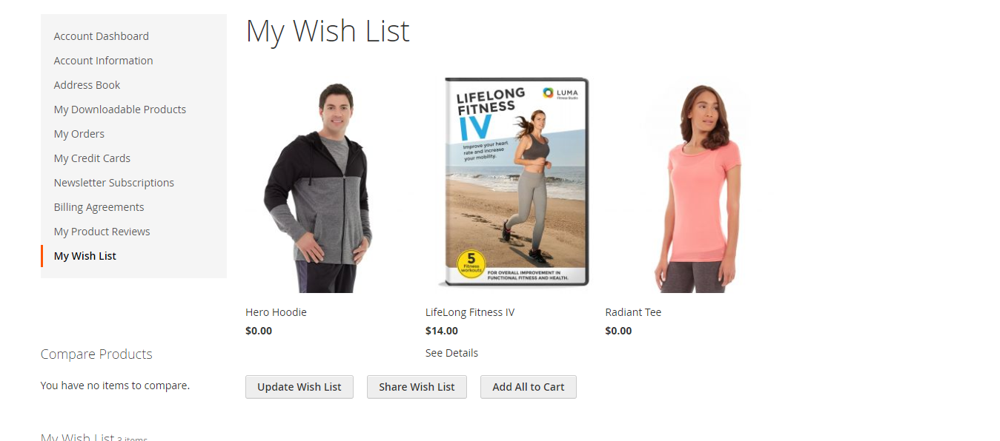 Account Dashboard
Account Information
Address Book
My Downloadable Products
My Orders
My Credit Cards
Newsletter Subscriptions
Billing Agreements
My Product Reviews
My Wish List
Compare Products
You have no items to compare.
My Wish List 3 items
My Wish List
LIFELONG
FITNESS
IV
Improve your heart
rate and increase
your mobility.
LUMA
Fitness Studio
5
Fitness
workouts
FOR OVERALL IMPROVEMENT IN
FUNCTIONAL FITNESS AND HEALTH.
Hero Hoodie
$0.00
LifeLong Fitness IV
$14.00
See Details
Radiant Tee
$0.00
Update Wish List
Share Wish List
Add All to Cart